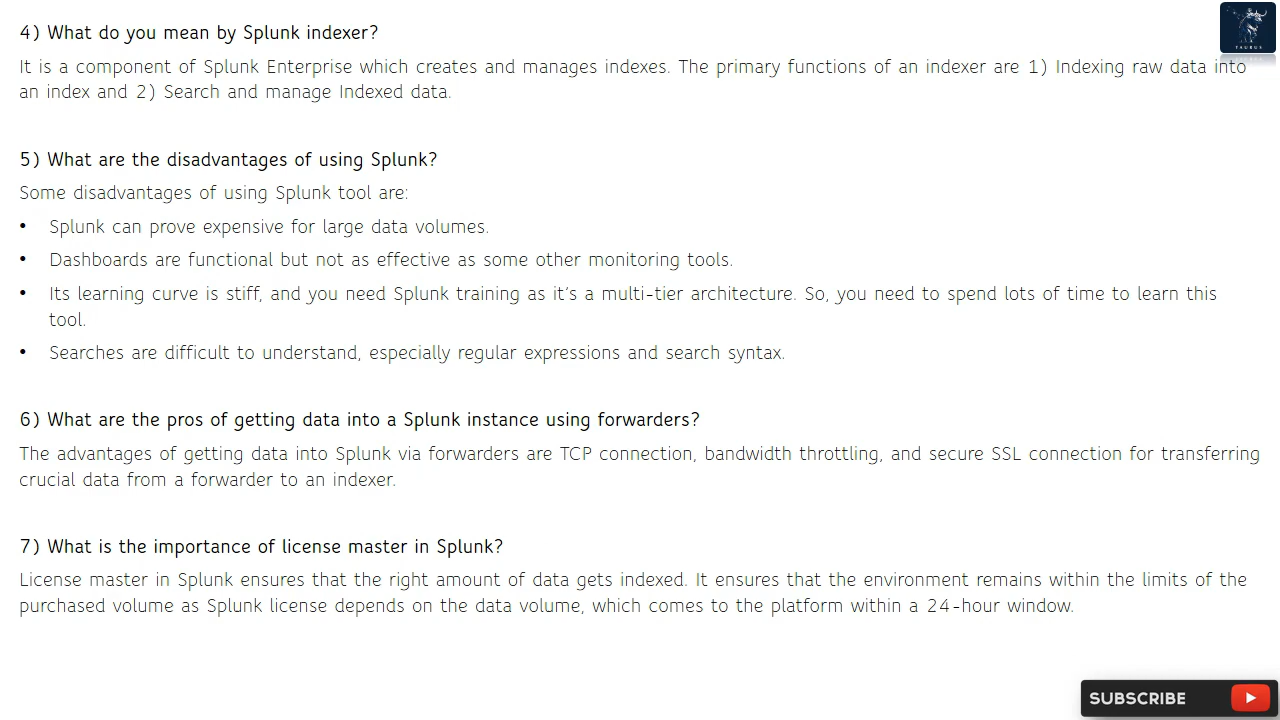 4) What do you mean by Splunk indexer?
It is a component of Splunk Enterprise which creates and manages indexes. The primary functions of an indexer are 1) Indexing raw data into
an index and 2) Search and manage Indexed data.
5) What are the disadvantages of using Splunk?
Some disadvantages of using Splunk tool are:
• Splunk can prove expensive for large data volumes.
• Dashboards are functional but not as effective as some other monitoring tools.
• Its learning curve is stiff, and you need Splunk training as it’s a multi-tier architecture. So, you need to spend lots of time to learn this
tool.
• Searches are difficult to understand, especially regular expressions and search syntax.
6) What are the pros of getting data into a Splunk instance using forwarders?
The advantages of getting data into Splunk via forwarders are TCP connection, bandwidth throttling, and secure SSL connection for transferring
crucial data from a forwarder to an indexer.
7) What is the importance of license master in Splunk?
License master in Splunk ensures that the right amount of data gets indexed. It ensures that the environment remains within the limits of the
purchased volume as Splunk license depends on the data volume, which comes to the platform within a 24-hour window.
TAURUS
SUBSCRIBE